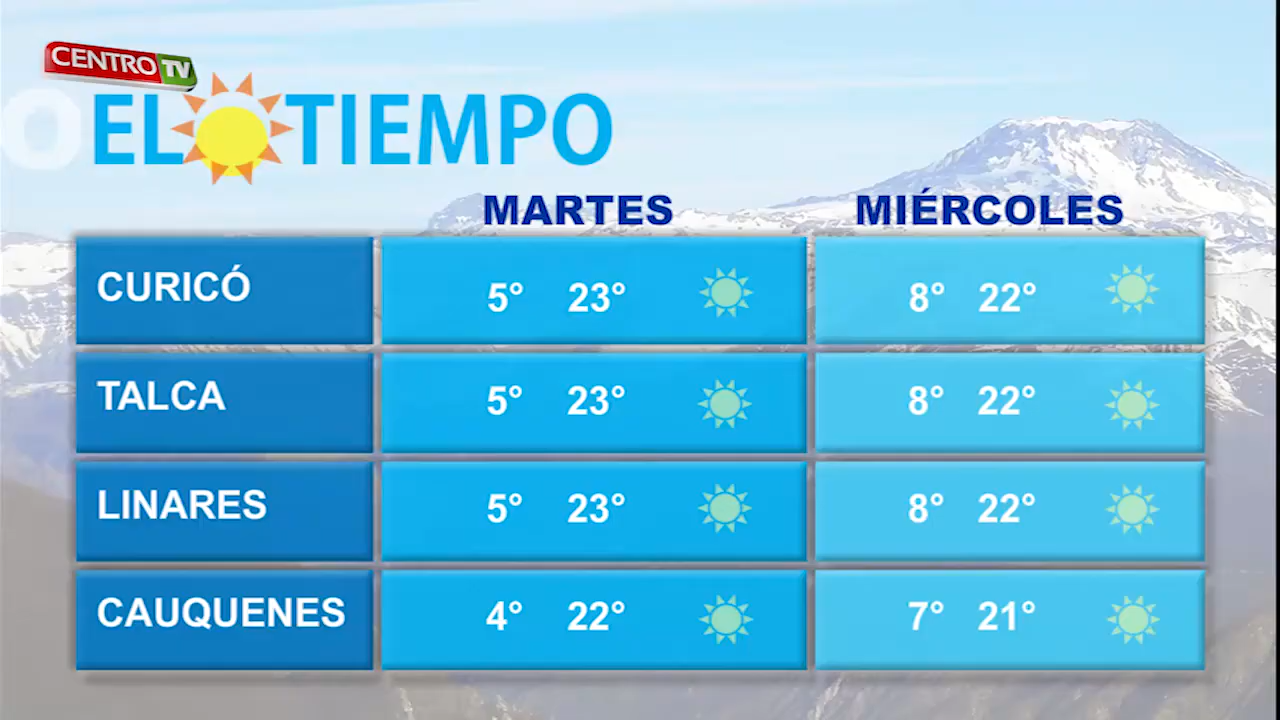 CENTRO TV
O EL TIEMPO
MARTES MIÉRCOLES
CURICÓ 5° 23° 8° 22°
TALCA 5° 23° 8° 22°
LINARES 5° 23° 8° 22°
CAUQUENES 4° 22° 7° 21°